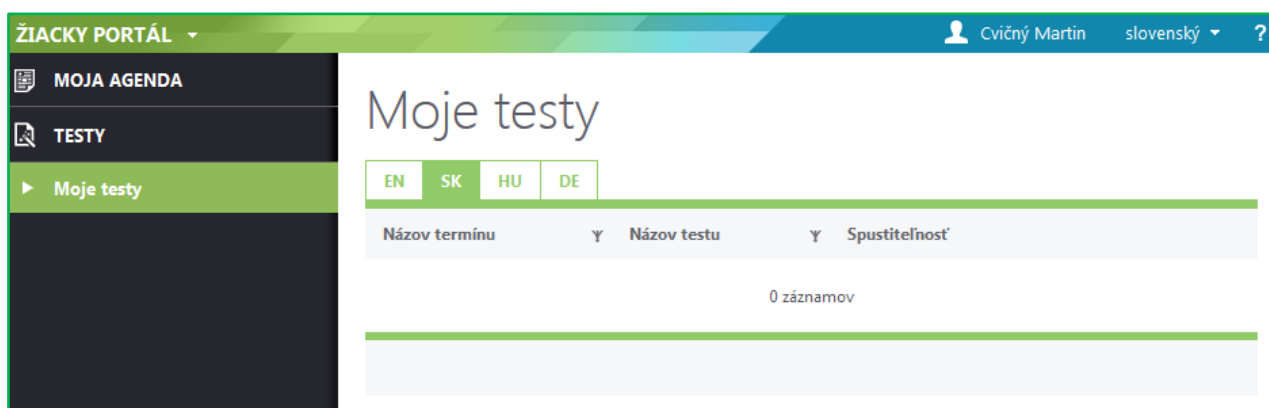 ŽIACKY PORTÁL
Cvičný Martin slovenský ?
MOJA AGENDA
TESTY
Moje testy
Moje testy
EN SK HU DE
Názov termínu Názov testu Spustiteľnosť
0 záznamov